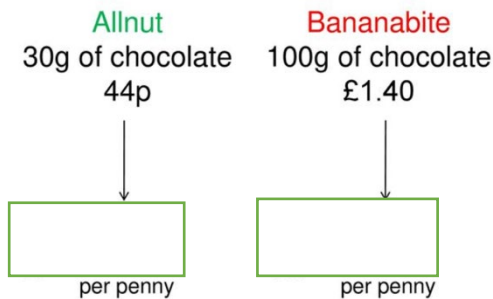 Allnut
30g of chocolate
44p
per penny
Bananabite
100g of chocolate
£1.40
per penny